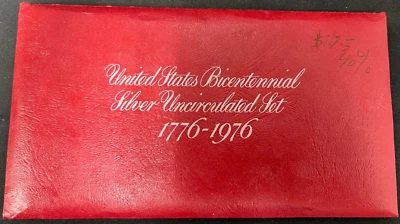 United States Bicentennial
Silver Uncirculated Set
1776-1976